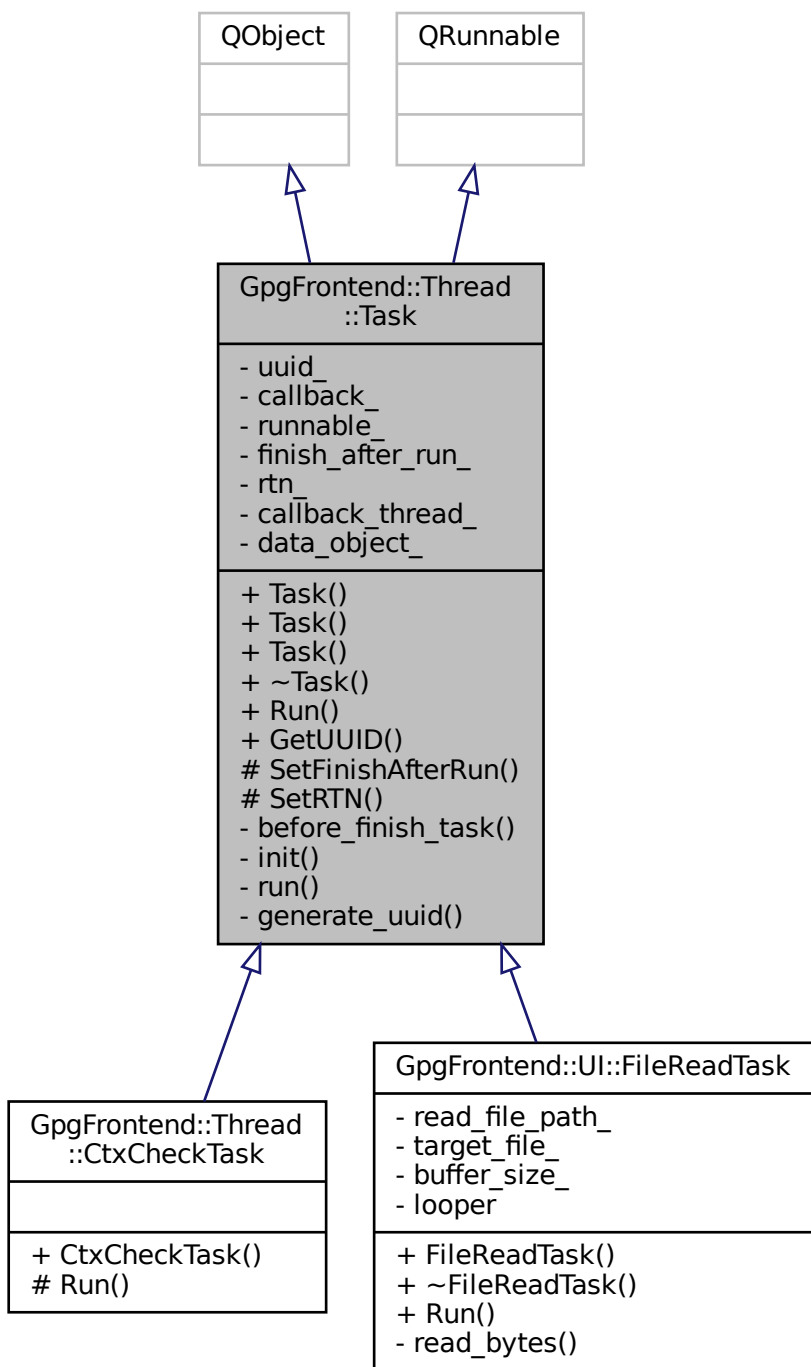 QObject
QRunnable
GpgFrontend::Thread
::Task
- uuid_
- callback_
- runnable_
- finish_after_run_
- rtn_
- callback_thread_
- data_object_
+ Task()
+ Task()
+ Task()
+ ~Task()
+ Run()
+ GetUUID()
# SetFinishAfterRun()
# SetRTN()
- before_finish_task()
- init()
- run()
- generate_uuid()
GpgFrontend::Thread
::CtxCheckTask
+ CtxCheckTask()
# Run()
GpgFrontend::UI::FileReadTask
- read_file_path_
- target_file_
- buffer_size_
- looper
+ FileReadTask()
+ ~FileReadTask()
+ Run()
- read_bytes()